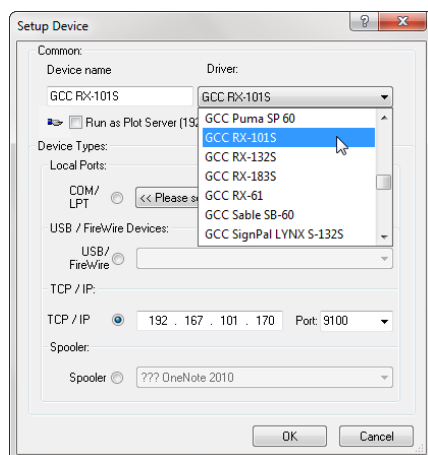 Setup Device
Common:
Device name Driver:
GCC RX-101S GCC RX-101S
Run as Plot Server (192
GCC Puma SP 60
GCC RX-101S
GCC RX-132S
GCC RX-183S
GCC RX-61
GCC Sable SB-60
GCC SignPal LYNX S-132S
Device Types:
Local Ports:
COM/
LPT
<< Please se
USB / FireWire Devices:
USB/
FireWire
TCP / IP:
TCP / IP 192 . 167 . 101 . 170 Port: 9100
Spooler:
Spooler ??? OneNote 2010
OK Cancel